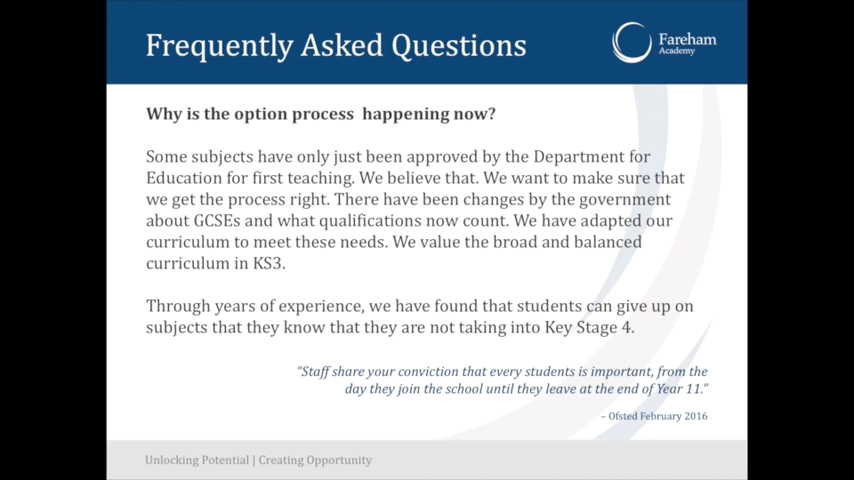 Frequently Asked Questions
Fareham
Academy
Why is the option process  happening now?
Some subjects have only just been approved by the Department for
Education for first teaching. We believe that. We want to make sure that
we get the process right. There have been changes by the government
about GCSEs and what qualifications now count. We have adapted our
curriculum to meet these needs. We value the broad and balanced
curriculum in KS3.
Through years of experience, we have found that students can give up on
subjects that they know that they are not taking into Key Stage 4.
“Staff share your conviction that every students is important, from the
day they join the school until they leave at the end of Year 11.”
– Ofsted February 2016
Unlocking Potential | Creating Opportunity